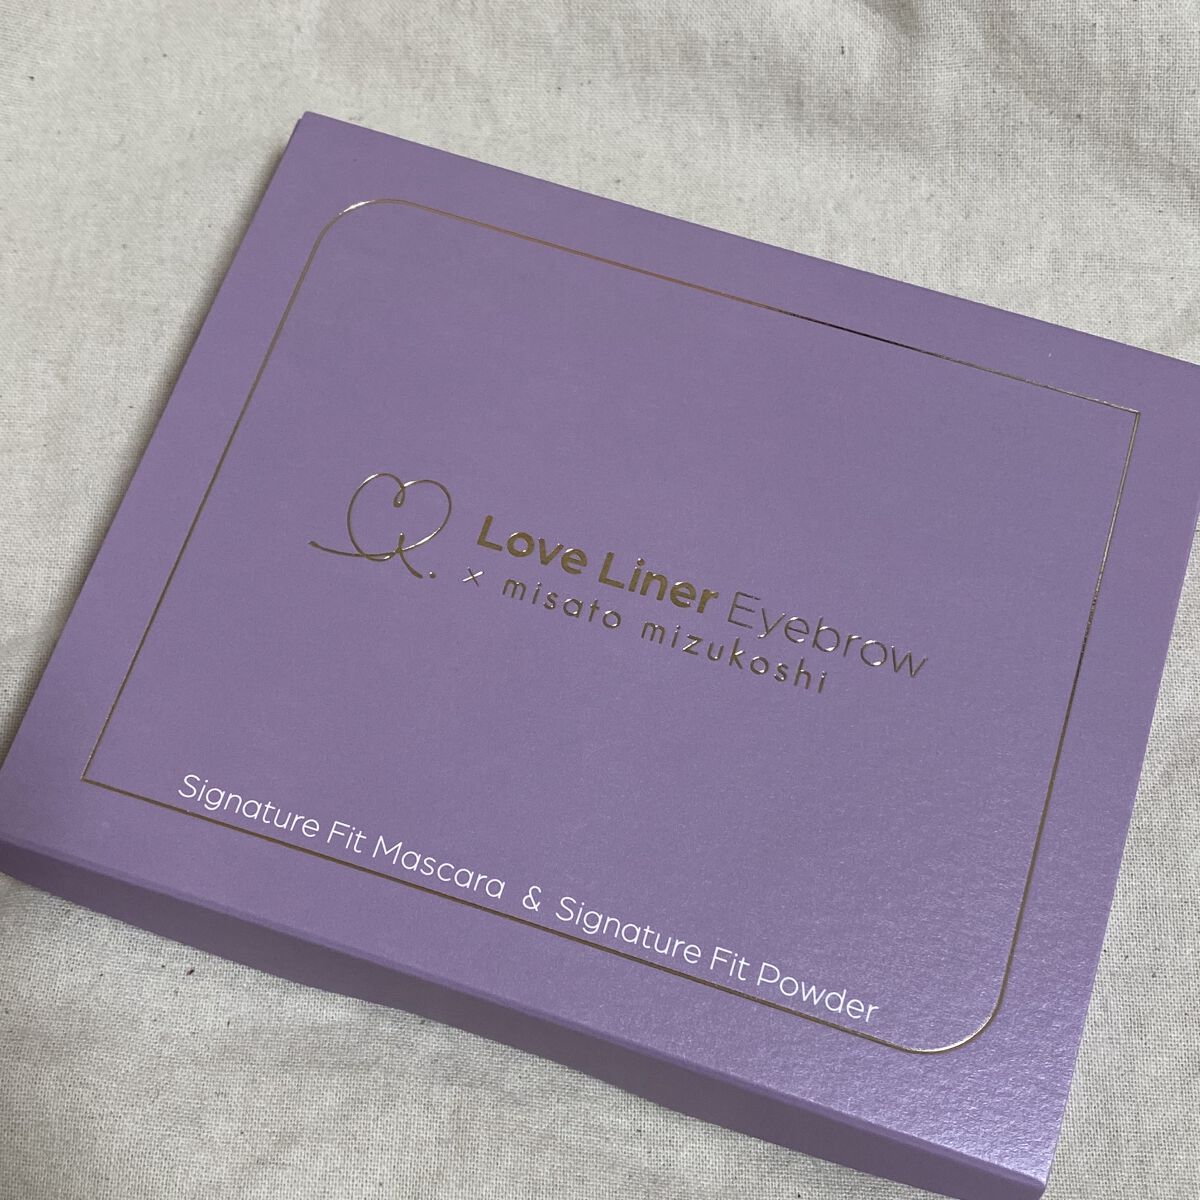 Love Liner Eyebrow
× misato mizukoshi
Signature Fit Mascara & Signature Fit Powder